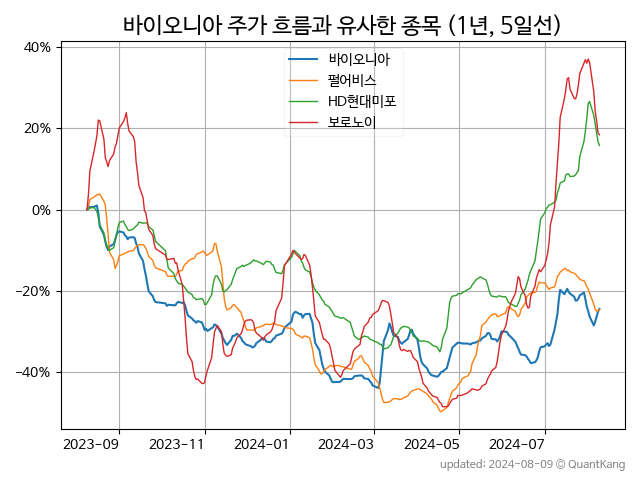 바이오니아 주가 흐름과 유사한 종목 (1년, 5일선)
바이오니아
펄어비스
HD현대미포
보로노이
40%
20%
0%
−20%
−40%
2023-09 2023-11 2024-01 2024-03 2024-05 2024-07
updated: 2024-08-09 © QuantKang